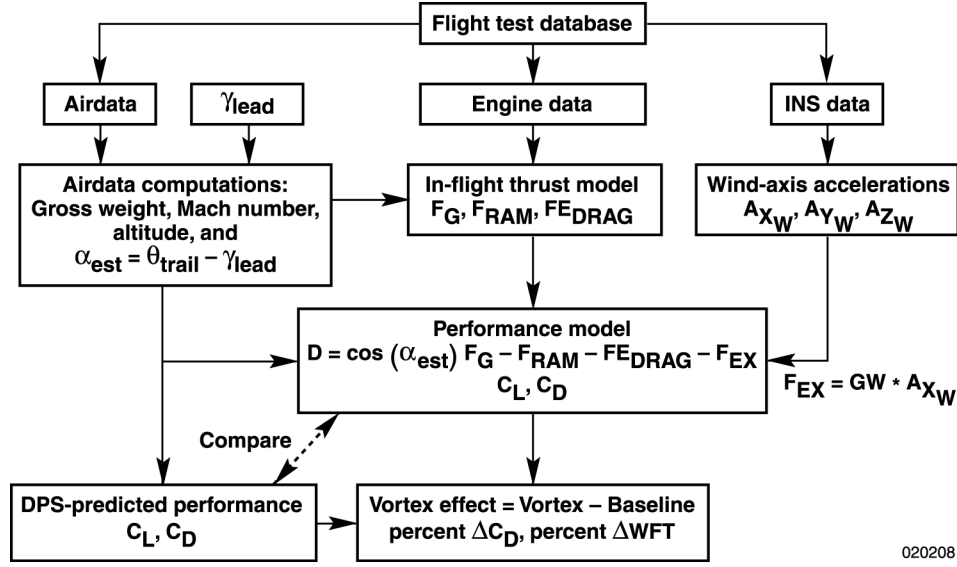 Flight test database
Airdata
γlead
Engine data
INS data
Airdata computations:
Gross weight, Mach number,
altitude, and
αest = θtrail – γlead
In-flight thrust model
FG, FRAM, FEDRAG
Wind-axis accelerations
AXW, AYW, AZW
Performance model
D = cos (αest) FG – FRAM – FEDRAG – FEX
CL, CD
FEX = GW * AXW
Compare
DPS-predicted performance
CL, CD
Vortex effect = Vortex – Baseline
percent ΔCD, percent ΔWFT
020208